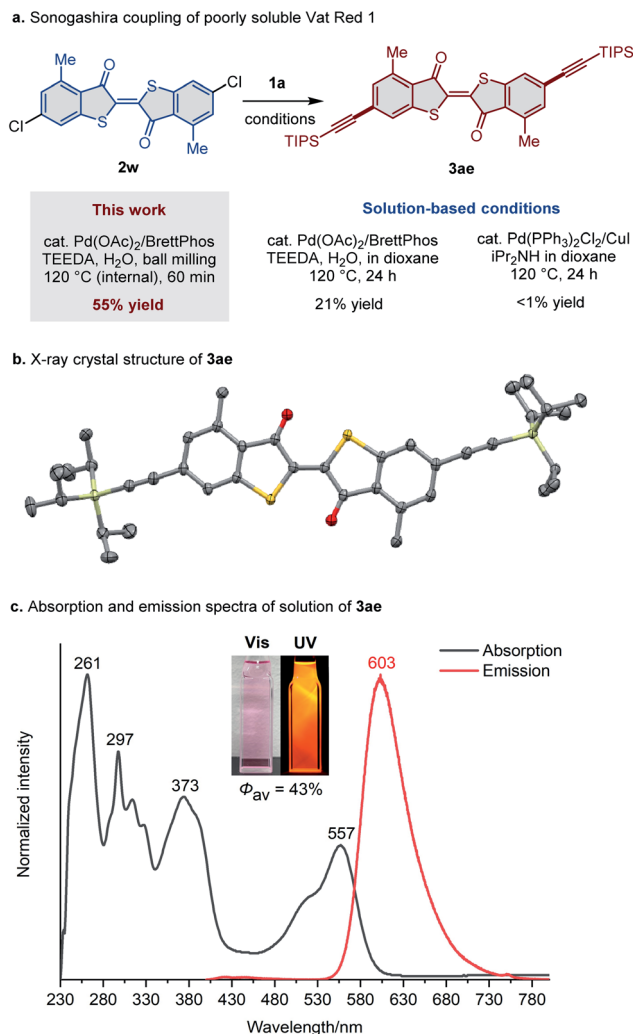 a. Sonogashira coupling of poorly soluble Vat Red 1
Me
O
S
Cl
1a
conditions
Cl
S
O
Me
2w
Me
O
S
TIPS
TIPS
S
O
Me
3ae
This work
cat. Pd(OAc)₂/BrettPhos
TEEDA, H₂O, ball milling
120 °C (internal), 60 min
55% yield
Solution-based conditions
cat. Pd(OAc)₂/BrettPhos
TEEDA, H₂O, in dioxane
120 °C, 24 h
21% yield
cat. Pd(PPh₃)₂Cl₂/CuI
iPr₂NH in dioxane
120 °C, 24 h
<1% yield
b. X-ray crystal structure of 3ae
c. Absorption and emission spectra of solution of 3ae
261
297
373
557
603
Vis UV
Φav = 43%
Absorption
Emission
Normalized intensity
230 280 330 380 430 480 530 580 630 680 730 780
Wavelength/nm